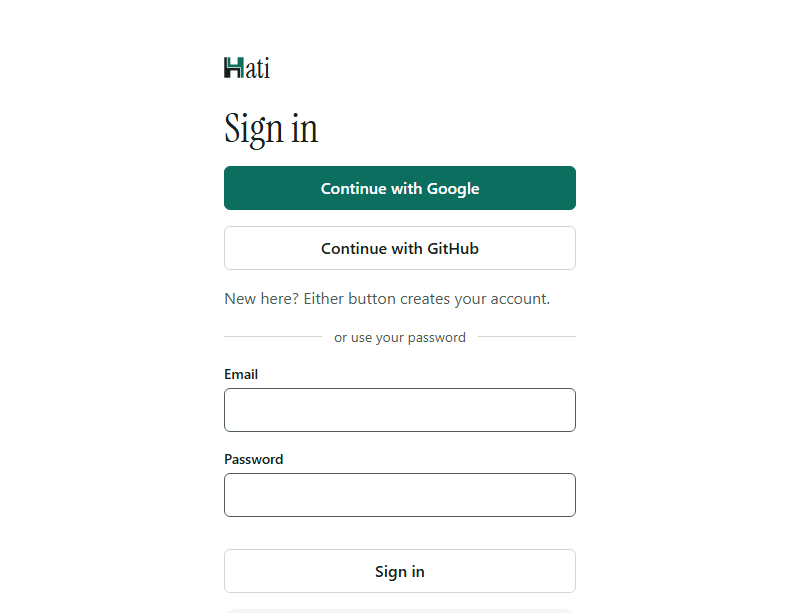 Hati
Sign in
Continue with Google
Continue with GitHub
New here? Either button creates your account.
or use your password
Email
Password
Sign in